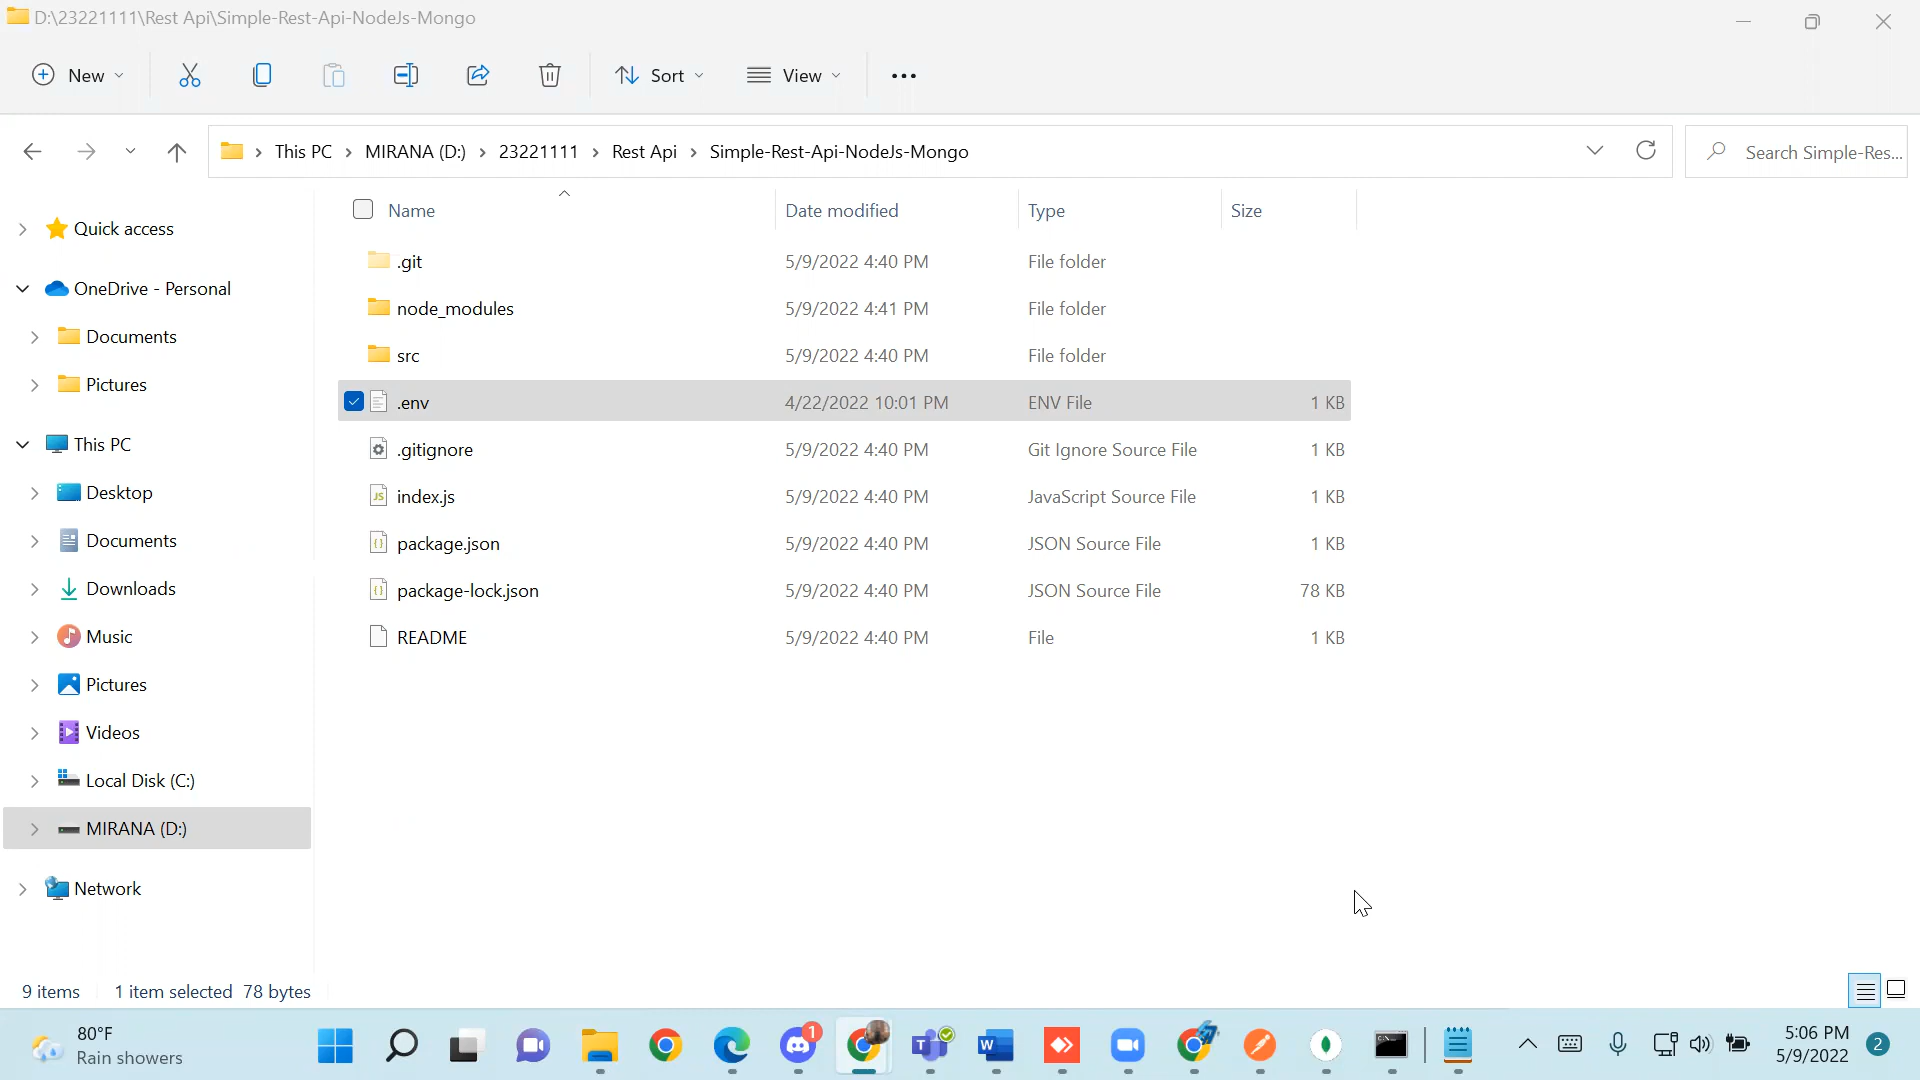 D:\23221111\Rest Api\Simple-Rest-Api-NodeJs-Mongo
New
Sort
View
This PC > MIRANA (D:) > 23221111 > Rest Api > Simple-Rest-Api-NodeJs-Mongo
Search Simple-Res...
Name Date modified Type Size
Quick access
OneDrive - Personal
Documents
Pictures
This PC
Desktop
Documents
Downloads
Music
Pictures
Videos
Local Disk (C:)
MIRANA (D:)
Network
.git 5/9/2022 4:40 PM File folder
node_modules 5/9/2022 4:41 PM File folder
src 5/9/2022 4:40 PM File folder
.env 4/22/2022 10:01 PM ENV File 1 KB
.gitignore 5/9/2022 4:40 PM Git Ignore Source File 1 KB
index.js 5/9/2022 4:40 PM JavaScript Source File 1 KB
package.json 5/9/2022 4:40 PM JSON Source File 1 KB
package-lock.json 5/9/2022 4:40 PM JSON Source File 78 KB
README 5/9/2022 4:40 PM File 1 KB
9 items 1 item selected 78 bytes
80°F
Rain showers
1
5:06 PM
5/9/2022
2